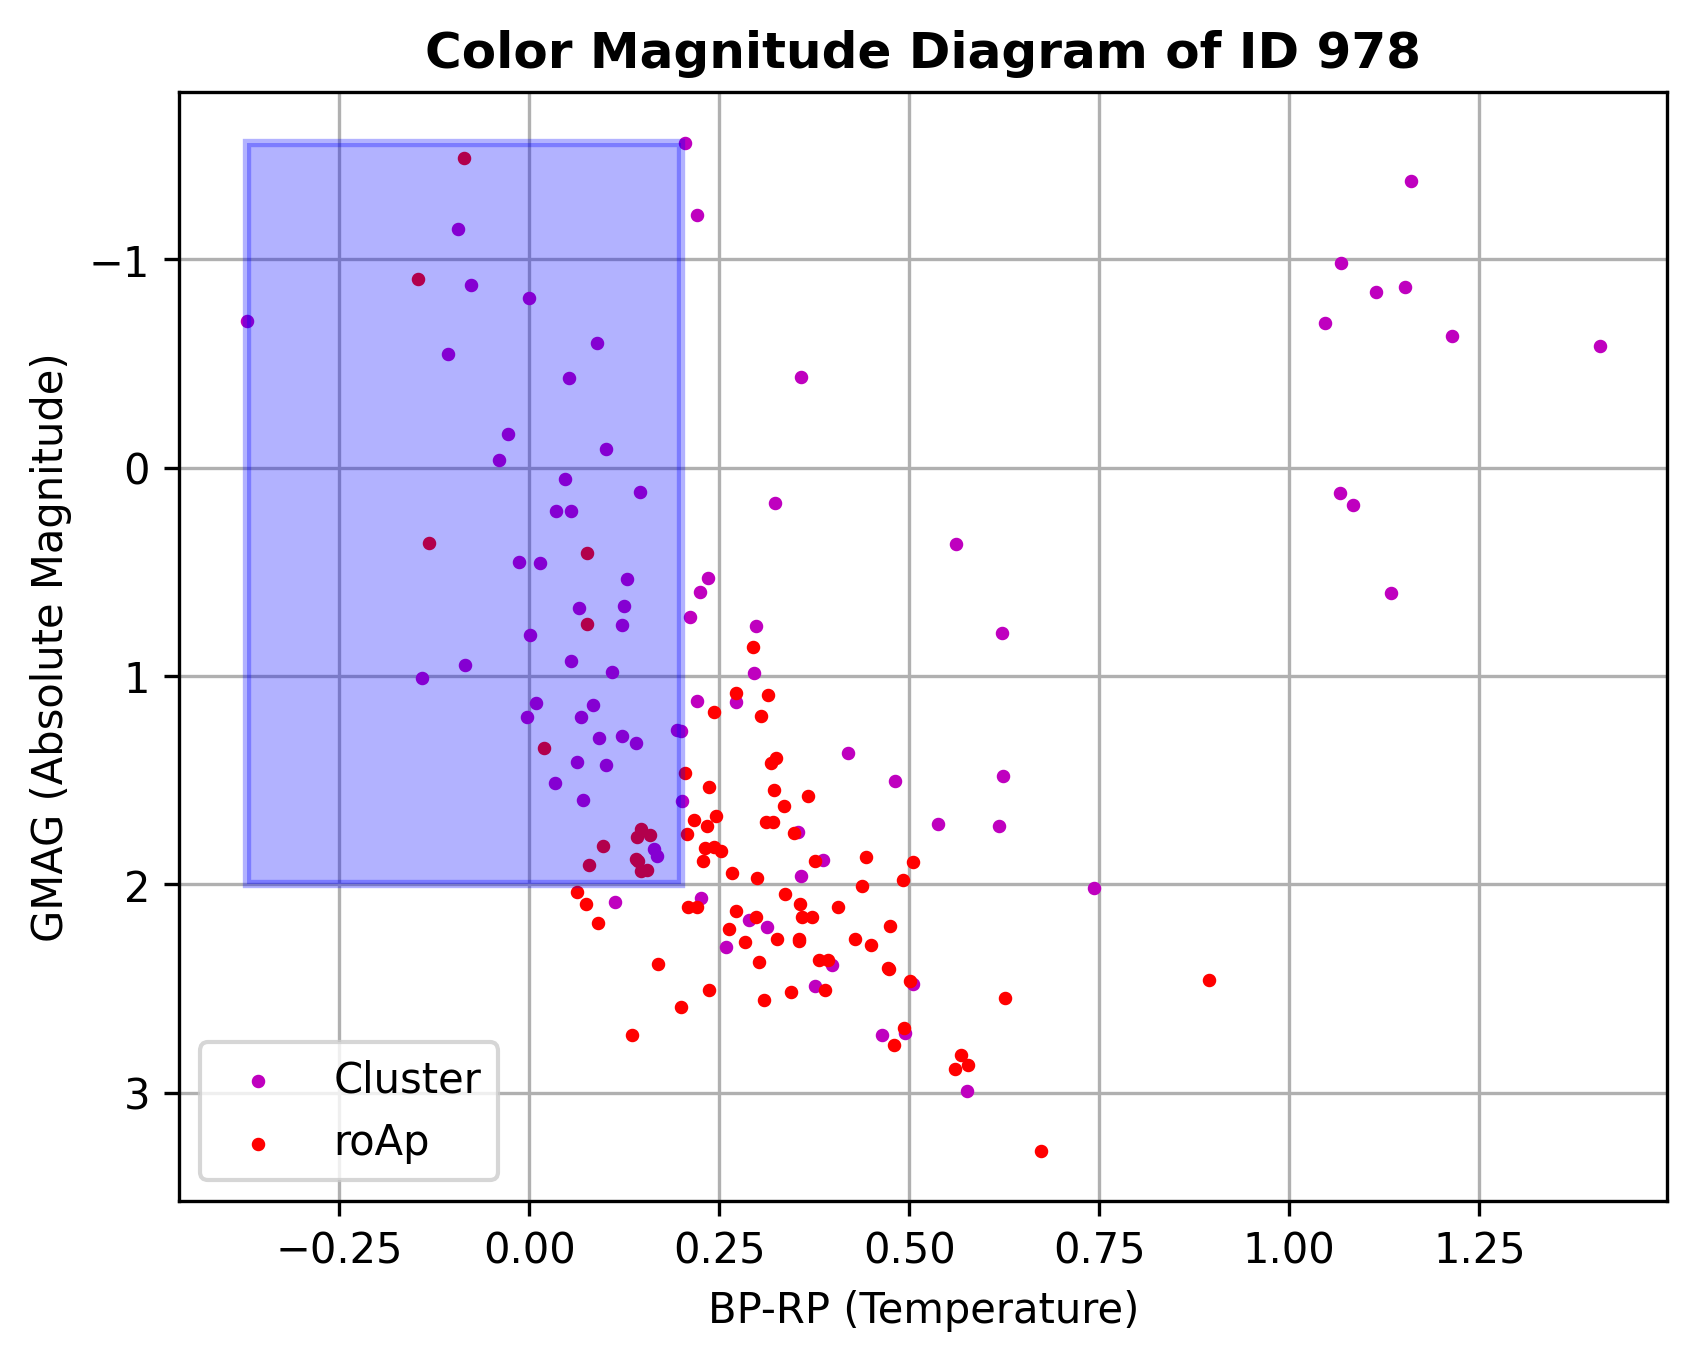 Color Magnitude Diagram of ID 978
GMAG (Absolute Magnitude)
−1
0
1
2
3
Cluster
roAp
−0.25 0.00 0.25 0.50 0.75 1.00 1.25
BP-RP (Temperature)